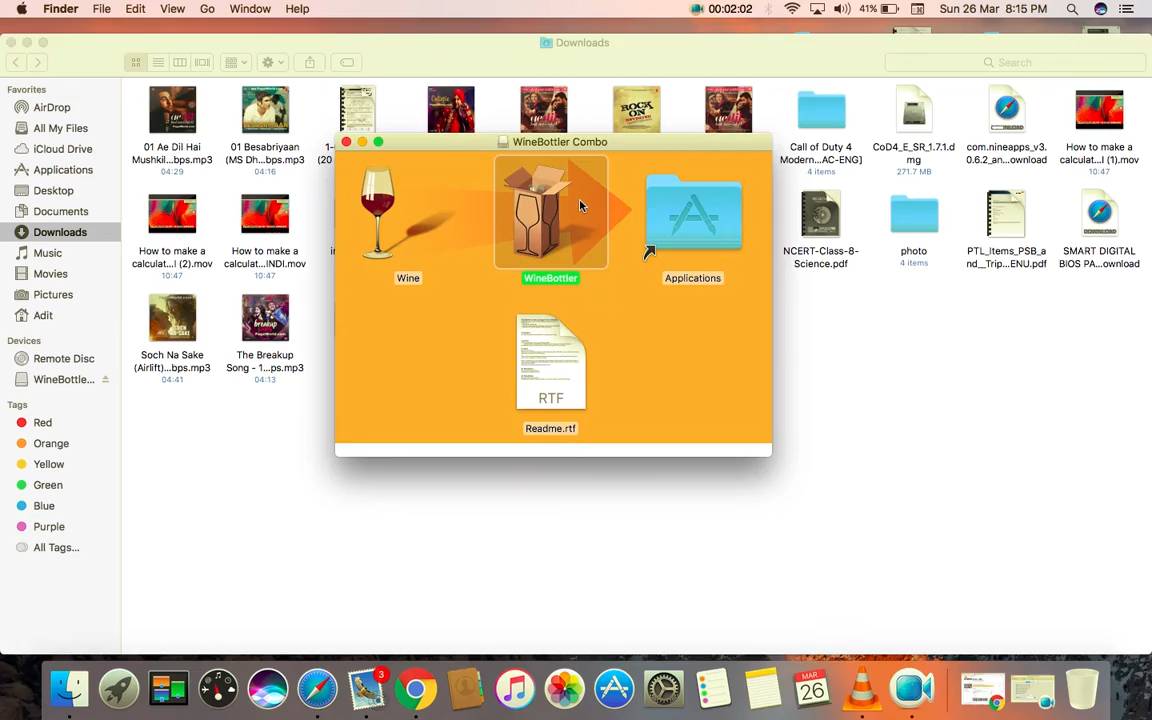 Finder File Edit View Go Window Help 00:02:02 41% Sun 26 Mar 8:15 PM
Downloads
Search
Favorites
AirDrop
All My Files
iCloud Drive
Applications
Desktop
Documents
Downloads
Music
Movies
Pictures
Adit
Devices
Remote Disc
WineBottle...
Tags
Red
Orange
Yellow
Green
Blue
Purple
All Tags...
01 Ae Dil Hai
Mushkil...bps.mp3
04:29
01 Besabriyaan
(MS Dh...bps.mp3
04:16
ROCK
ON
Call of Duty 4
Modern...AC-ENG]
4 items
CoD4_E_SR_1.7.1.d
mg
271.7 MB
com.nineapps_v3.
0.6.2_an...ownload
How to make a
calculat...I (1).mov
10:47
How to make a
calculat...I (2).mov
10:47
How to make a
calculat...INDI.mov
10:47
NCERT-Class-8-
Science.pdf
photo
4 items
PTL_items_PSB_a
nd__Trip...ENU.pdf
DOWNLOAD
SMART DIGITAL
BIOS PA...ownload
Soch Na Sake
(Airlift)...bps.mp3
04:41
The Breakup
Song - 1...ps.mp3
04:13
WineBottler Combo
Wine
WineBottler
Applications
RTF
Readme.rtf
3
MAR
26